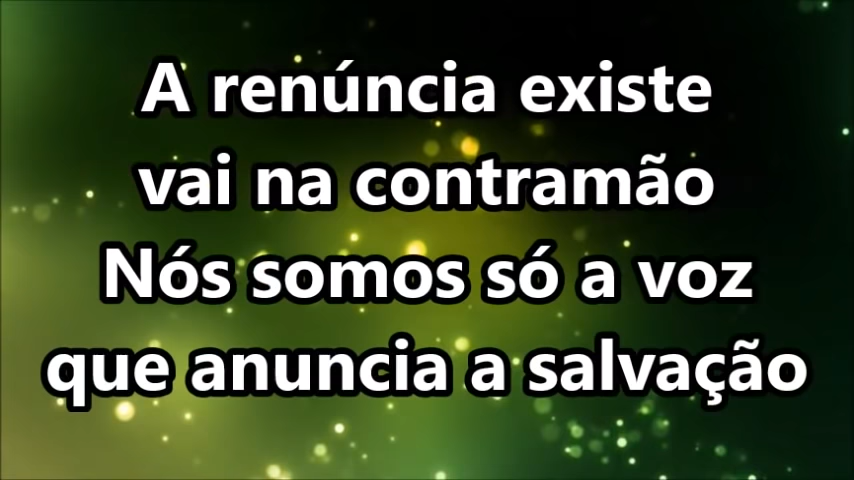 A renúncia existe
vai na contramão
Nós somos só a voz
que anuncia a salvação